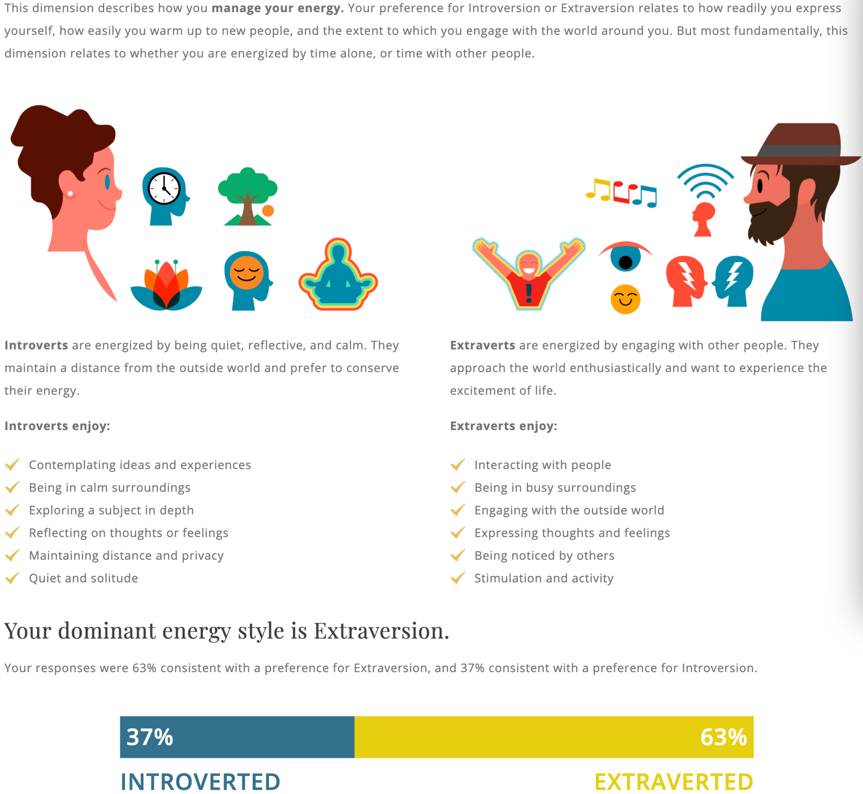 This dimension describes how you manage your energy. Your preference for Introversion or Extraversion relates to how readily you express
yourself, how easily you warm up to new people, and the extent to which you engage with the world around you. But most fundamentally, this
dimension relates to whether you are energized by time alone, or time with other people.
Introverts are energized by being quiet, reflective, and calm. They
maintain a distance from the outside world and prefer to conserve
their energy.
Introverts enjoy:
Contemplating ideas and experiences
Being in calm surroundings
Exploring a subject in depth
Reflecting on thoughts or feelings
Maintaining distance and privacy
Quiet and solitude
Extraverts are energized by engaging with other people. They
approach the world enthusiastically and want to experience the
excitement of life.
Extraverts enjoy:
Interacting with people
Being in busy surroundings
Engaging with the outside world
Expressing thoughts and feelings
Being noticed by others
Stimulation and activity
Your dominant energy style is Extraversion.
Your responses were 63% consistent with a preference for Extraversion, and 37% consistent with a preference for Introversion.
37% 63%
INTROVERTED EXTRAVERTED